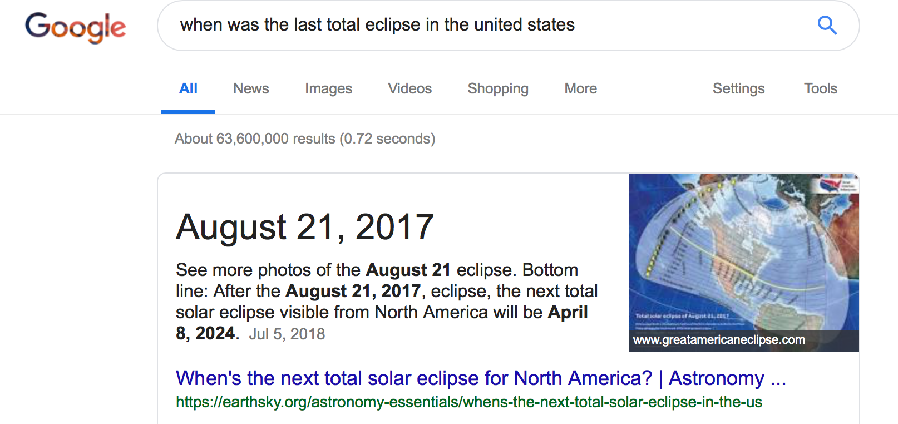 Google
when was the last total eclipse in the united states
All News Images Videos Shopping More Settings Tools
About 63,600,000 results (0.72 seconds)
August 21, 2017
See more photos of the August 21 eclipse. Bottom
line: After the August 21, 2017, eclipse, the next total
solar eclipse visible from North America will be April
8, 2024. Jul 5, 2018
Total solar eclipse of August 21, 2017
www.greatamericaneclipse.com
When's the next total solar eclipse for North America? | Astronomy ...
https://earthsky.org/astronomy-essentials/whens-the-next-total-solar-eclipse-in-the-us